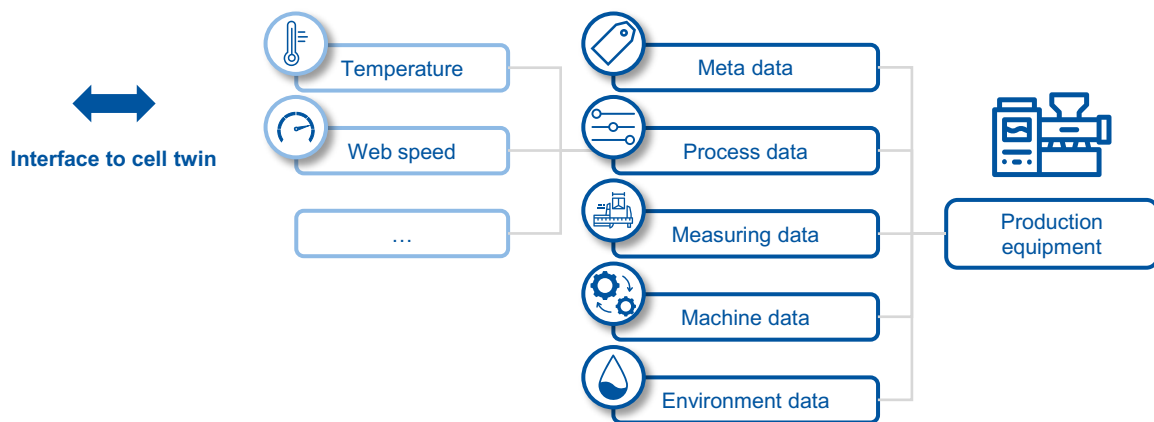 Interface to cell twin
Temperature
Web speed
…
Meta data
Process data
Measuring data
Machine data
Environment data
Production
equipment